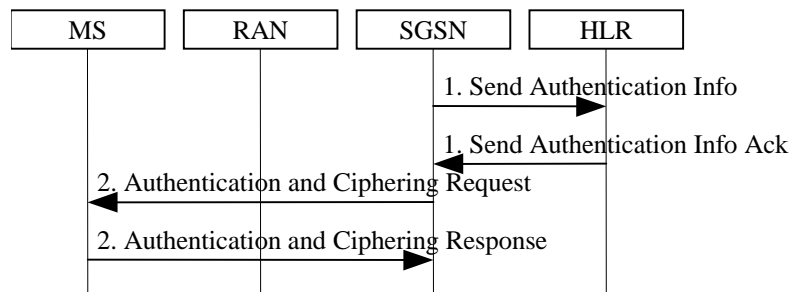 MS
RAN
SGSN
HLR
1. Send Authentication Info
1. Send Authentication Info Ack
2. Authentication and Ciphering Request
2. Authentication and Ciphering Response